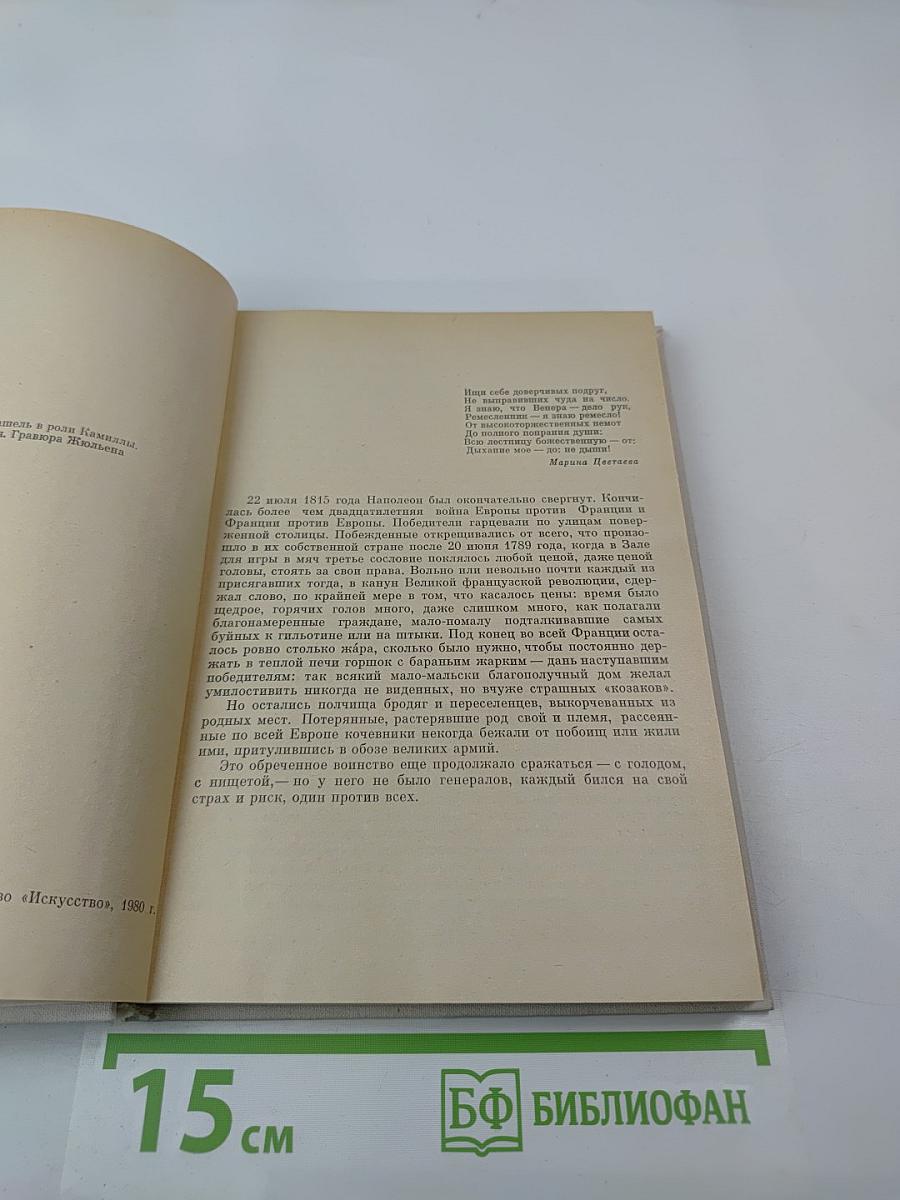 ашель в роли Камиллы.
Гравюра Жюльена
во «Искусство», 1980 г.
Ищи себе доверчивых подруг,
Не выправивших чуда на число.
Я знаю, что Венера — дело рук,
Ремесленник — я знаю ремесло!
От высокоторжественных немот
До полного попрания души:
Всю лестницу божественную — от:
Дыхание мое — до: не дыши!
Марина Цветаева
22 июля 1815 года Наполеон был окончательно свергнут. Кончи-
лась более чем двадцатилетняя война Европы против Франции и
Франции против Европы. Победители гарцевали по улицам повер-
женной столицы. Побежденные открещивались от всего, что произо-
шло в их собственной стране после 20 июня 1789 года, когда в Зале
для игры в мяч третье сословие поклялось любой ценой, даже ценой
головы, стоять за свои права. Вольно или невольно почти каждый из
присягавших тогда, в канун Великой французской революции, сдер-
жал слово, по крайней мере в том, что касалось цены: время было
щедрое, горячих голов много, даже слишком много, как полагали
благонамеренные граждане, мало-помалу подталкивавшие самых
буйных к гильотине или на штыки. Под конец во всей Франции оста-
лось ровно столько жа́ра, сколько было нужно, чтобы постоянно дер-
жать в теплой печи горшок с бараньим жарким — дань наступавшим
победителям: так всякий мало-мальски благополучный дом желал
умилостивить никогда не виденных, но вчуже страшных «козаков».
Но остались полчища бродяг и переселенцев, выкорчеванных из
родных мест. Потерянные, растерявшие род свой и племя, рассеян-
ные по всей Европе кочевники некогда бежали от побоищ или жили
ими, притулившись в обозе великих армий.
Это обреченное воинство еще продолжало сражаться — с голодом,
с нищетой,— но у него не было генералов, каждый бился на свой
страх и риск, один против всех.
15 см
БФ БИБЛИОФАН